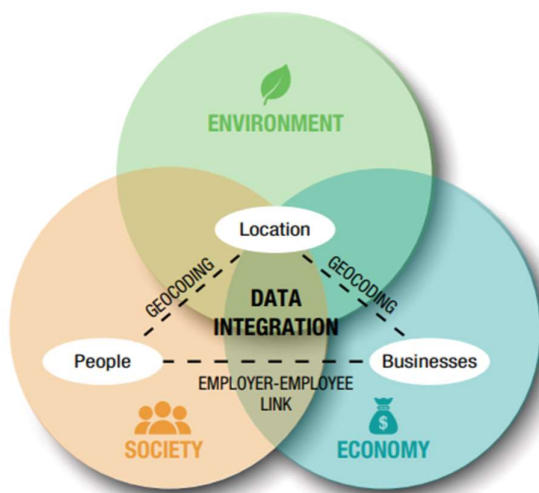 ENVIRONMENT
Location
GEOCODING
GEOCODING
DATA
INTEGRATION
People
Businesses
EMPLOYER-EMPLOYEE
LINK
$
SOCIETY
ECONOMY